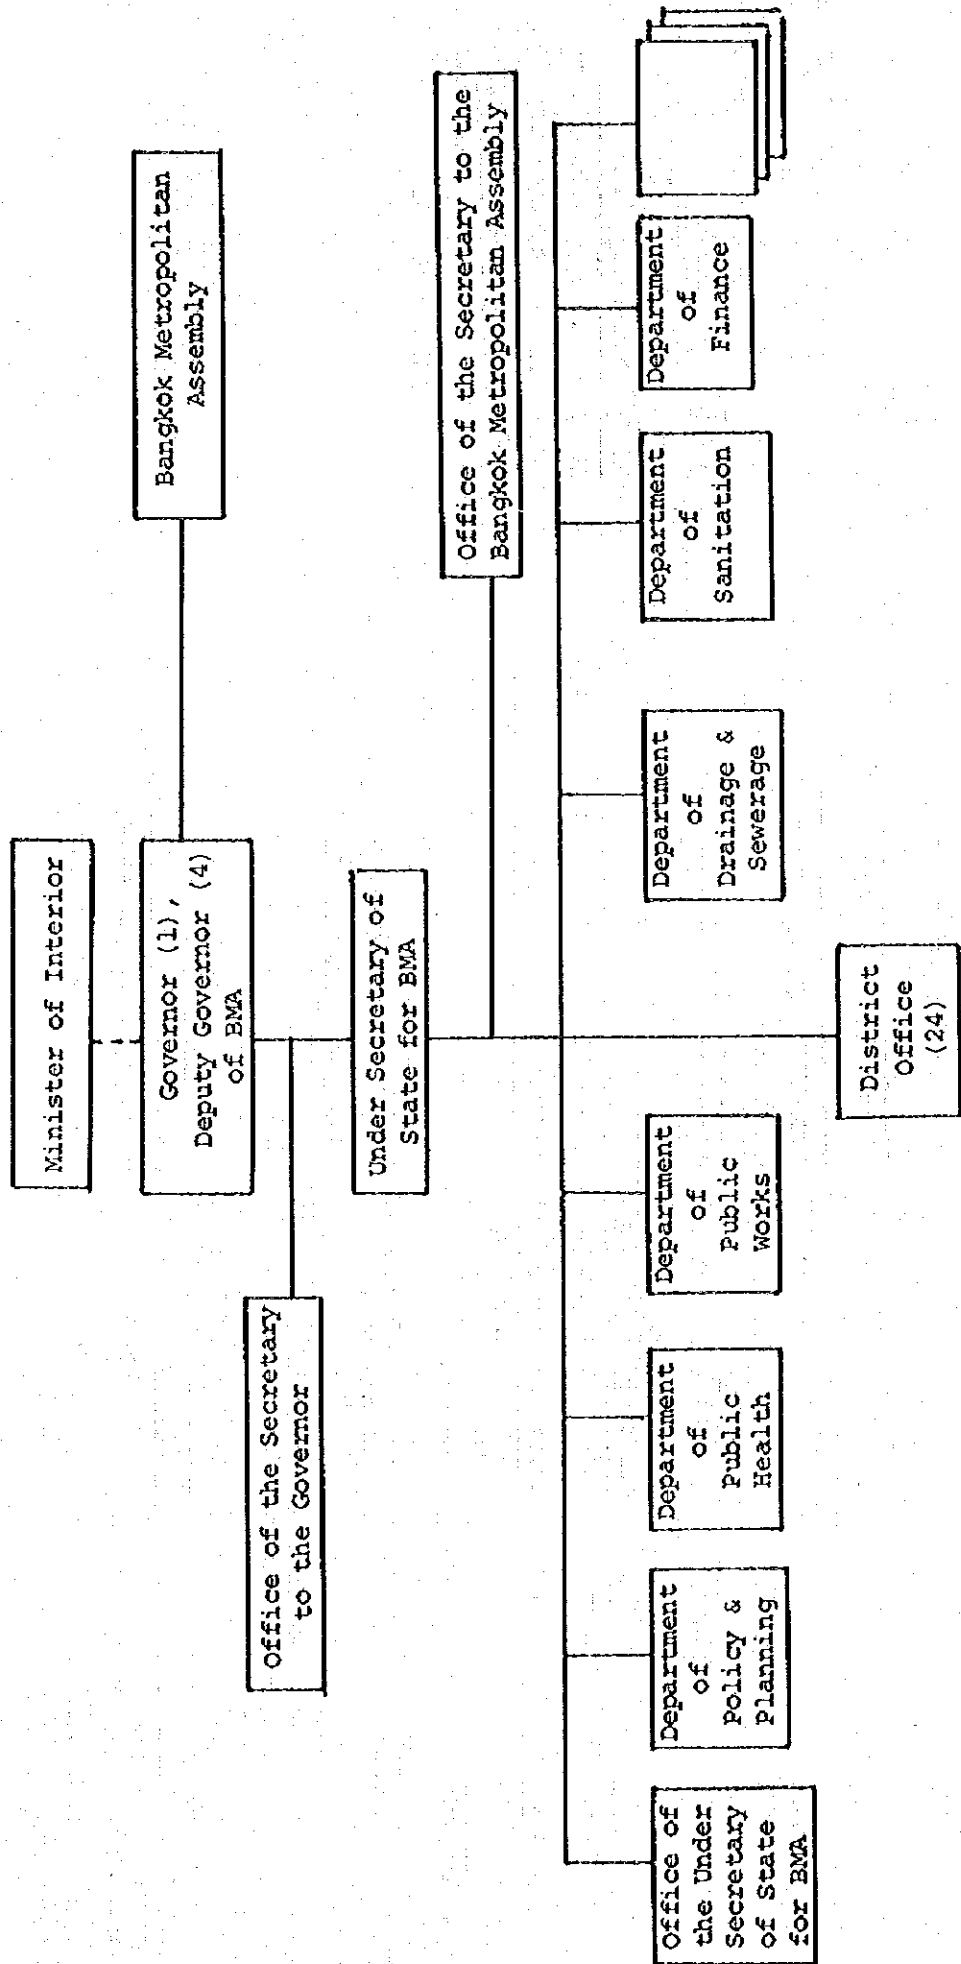 Minister of Interior
Governor (1),
Deputy Governor (4)
of BMA
Bangkok Metropolitan
Assembly
Office of the Secretary
to the Governor
Under Secretary of
State for BMA
Office of the Secretary to the
Bangkok Metropolitan Assembly
Office of
the Under
Secretary
of State
for BMA
Department
of
Policy &
Planning
Department
of
Public
Health
Department
of
Public
Works
Department
of
Drainage &
Sewerage
Department
of
Sanitation
Department
of
Finance
District
Office
(24)